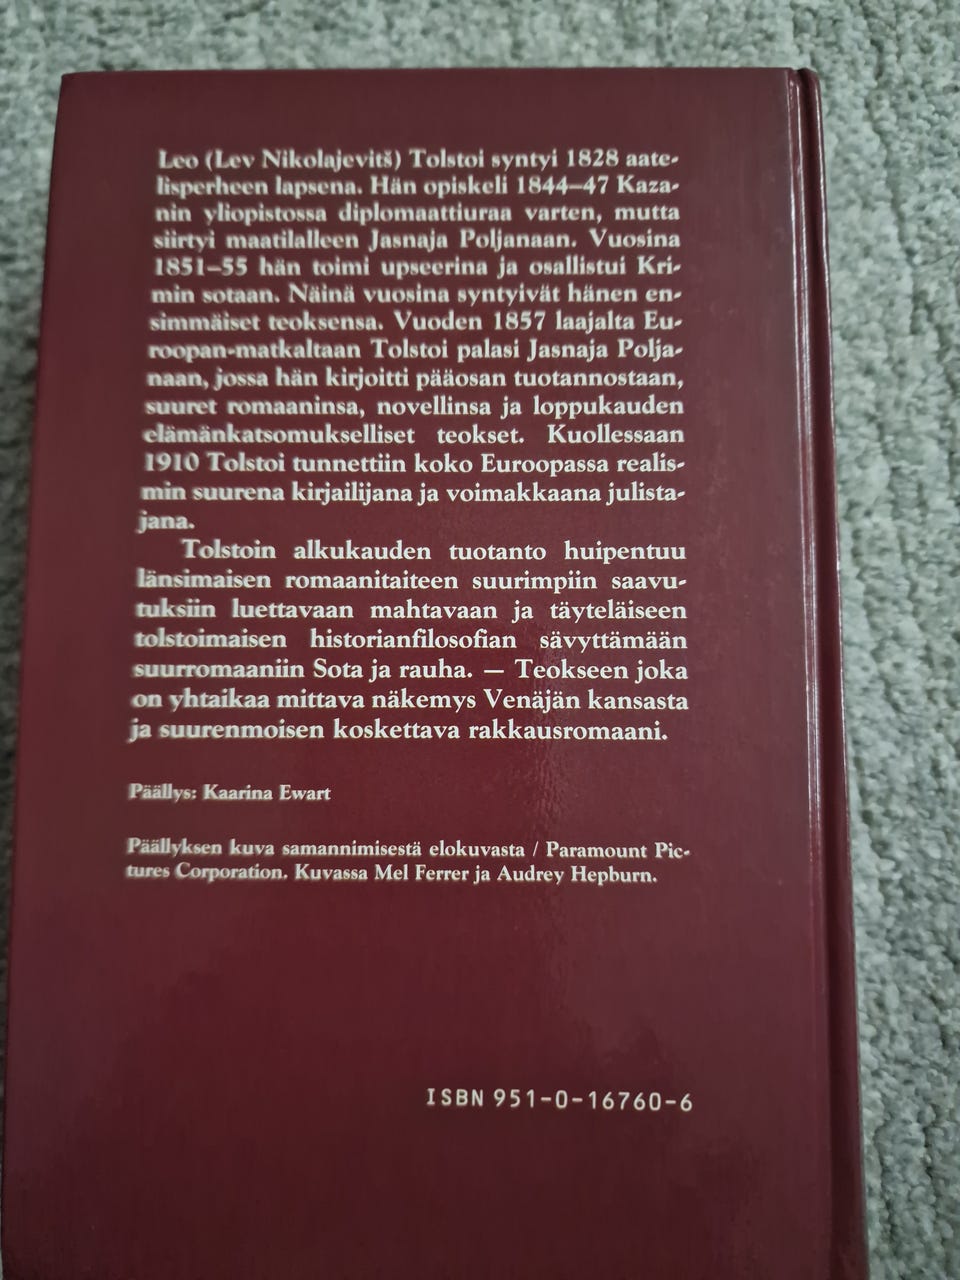 Leo (Lev Nikolajevitš) Tolstoi syntyi 1828 aate-
lisperheen lapsena. Hän opiskeli 1844–47 Kaza-
nin yliopistossa diplomaattiuraa varten, mutta
siirtyi maatilalleen Jasnaja Poljanaan. Vuosina
1851–55 hän toimi upseerina ja osallistui Kri-
min sotaan. Näinä vuosina syntyivät hänen en-
simmäiset teoksensa. Vuoden 1857 laajalta Eu-
roopan-matkaltaan Tolstoi palasi Jasnaja Polja-
naan, jossa hän kirjoitti pääosan tuotannostaan,
suuret romaaninsa, novellinsa ja loppukauden
elämänkatsomukselliset teokset. Kuollessaan
1910 Tolstoi tunnettiin koko Euroopassa realis-
min suurena kirjailijana ja voimakkaana julista-
jana.
Tolstoin alkukauden tuotanto huipentuu
länsimaisen romaanitaiteen suurimpiin saavu-
tuksiin luettavaan mahtavaan ja täyteläiseen
tolstoimaisen historianfilosofian sävyttämään
suurromaaniin Sota ja rauha. — Teokseen joka
on yhtaikaa mittava näkemys Venäjän kansasta
ja suurenmoisen koskettava rakkausromaani.
Päällys: Kaarina Ewart
Päällyksen kuva samannimisestä elokuvasta / Paramount Pic-
tures Corporation. Kuvassa Mel Ferrer ja Audrey Hepburn.
ISBN 951-0-16760-6